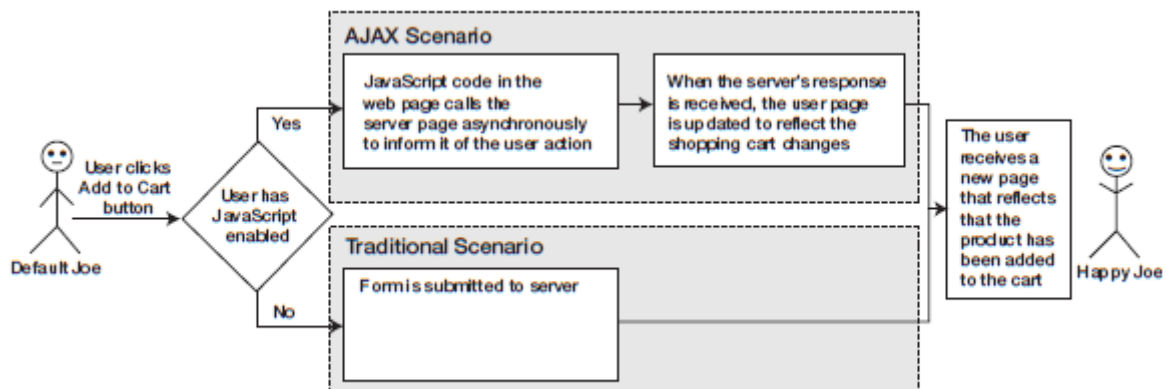 AJAX Scenario
JavaScript code in the
web page calls the
server page asynchronously
to inform it of the user action
When the server's response
is received, the user page
is updated to reflect the
shopping cart changes
Yes
User clicks
Add to Cart
button
User has
JavaScript
enabled
Default Joe
No
Traditional Scenario
Form is submitted to server
The user
receives a
new page
that reflects
that the
product has
been added
to the cart
Happy Joe